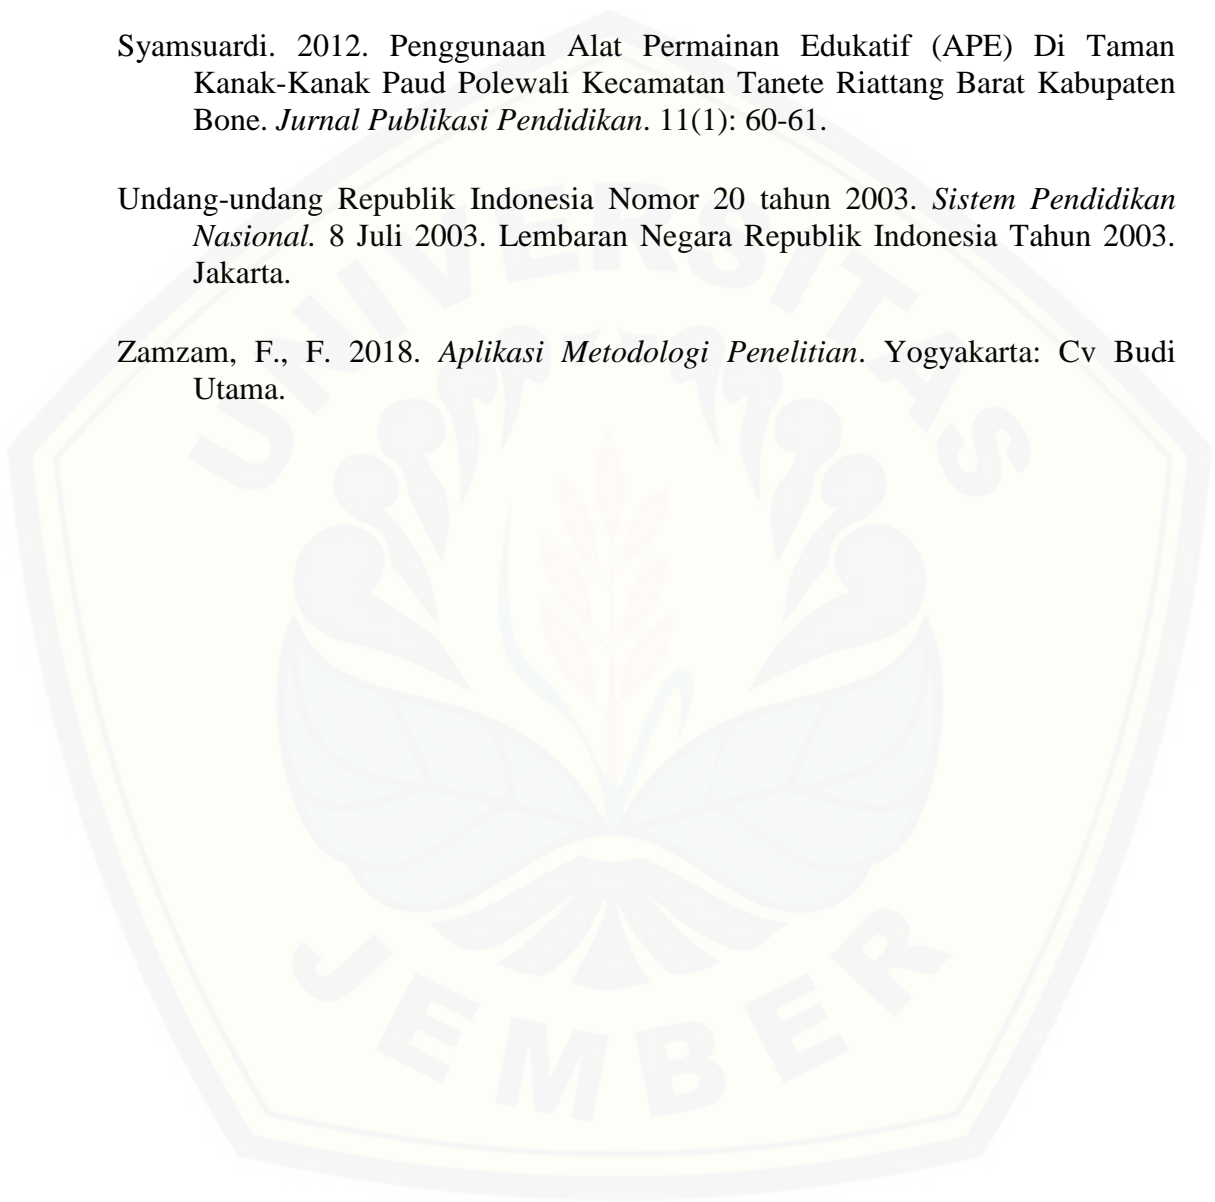 Syamsuardi. 2012. Penggunaan Alat Permainan Edukatif (APE) Di Taman
Kanak-Kanak Paud Polewali Kecamatan Tanete Riattang Barat Kabupaten
Bone. Jurnal Publikasi Pendidikan. 11(1): 60-61.
Undang-undang Republik Indonesia Nomor 20 tahun 2003. Sistem Pendidikan
Nasional. 8 Juli 2003. Lembaran Negara Republik Indonesia Tahun 2003.
Jakarta.
Zamzam, F., F. 2018. Aplikasi Metodologi Penelitian. Yogyakarta: Cv Budi
Utama.
UNIVERSITAS
JEMBER